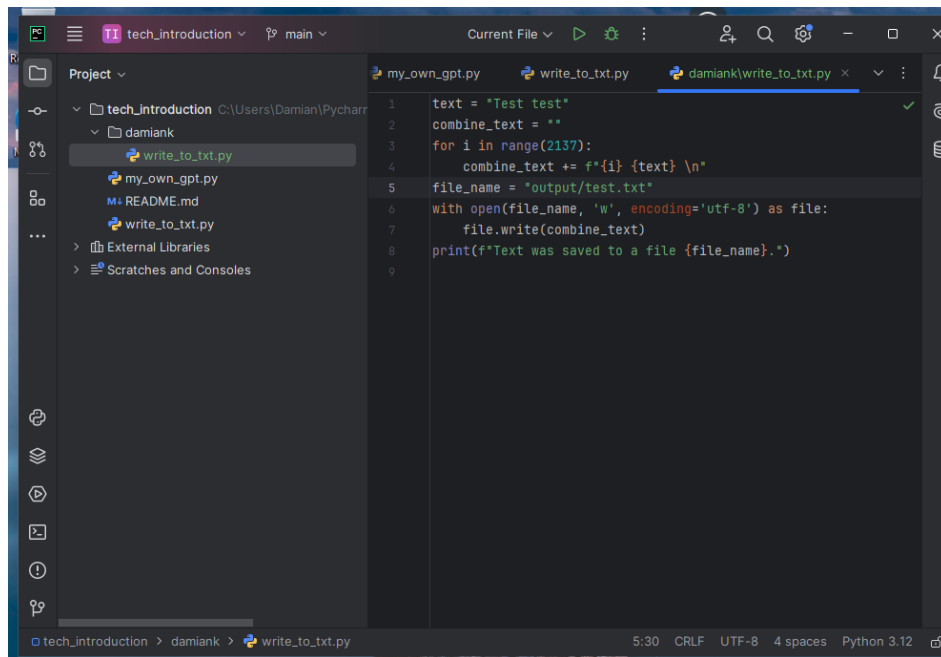 PC
TI tech_introduction main Current File
Project
my_own_gpt.py write_to_txt.py damiank\write_to_txt.py
tech_introduction C:\Users\Damian\Pycharm
damiank
write_to_txt.py
my_own_gpt.py
M↓ README.md
write_to_txt.py
External Libraries
Scratches and Consoles
1 text = "Test test"
2 combine_text = ""
3 for i in range(2137):
4 combine_text += f"{i} {text} \n"
5 file_name = "output/test.txt"
6 with open(file_name, 'w', encoding='utf-8') as file:
7 file.write(combine_text)
8 print(f"Text was saved to a file {file_name}.")
9
tech_introduction > damiank > write_to_txt.py 5:30 CRLF UTF-8 4 spaces Python 3.12